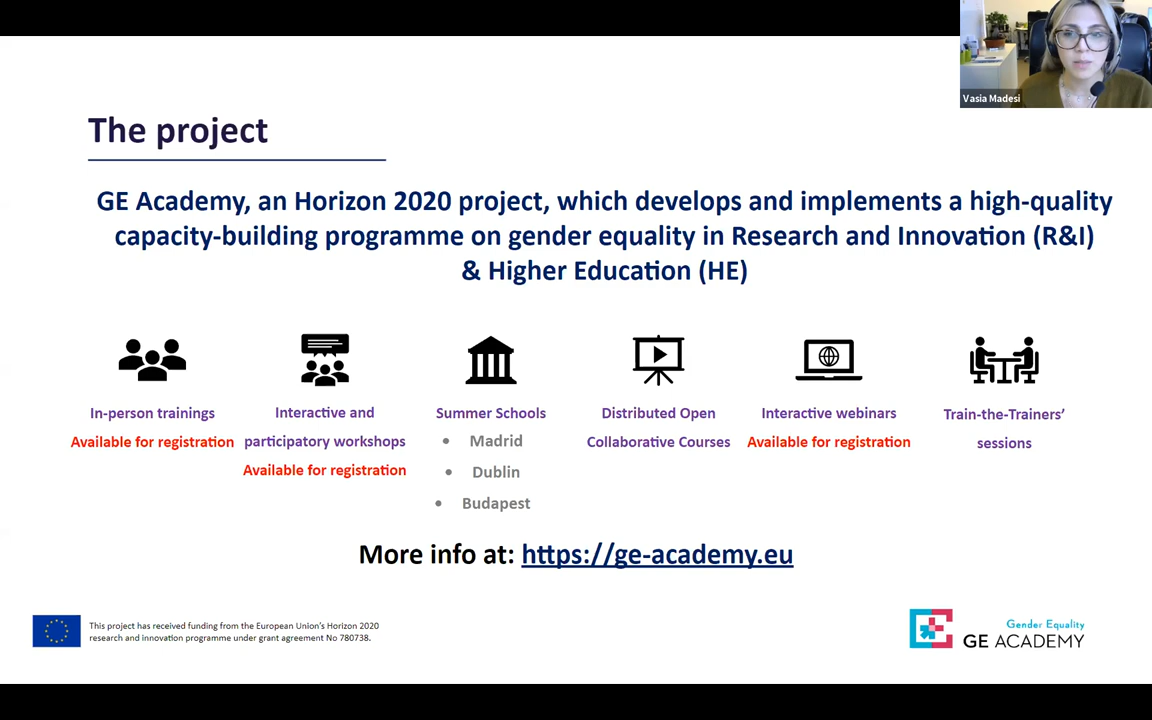 Vasia Madesi
The project
GE Academy, an Horizon 2020 project, which develops and implements a high-quality
capacity-building programme on gender equality in Research and Innovation (R&I)
& Higher Education (HE)
In-person trainings
Available for registration
Interactive and
participatory workshops
Available for registration
Summer Schools
• Madrid
• Dublin
• Budapest
Distributed Open
Collaborative Courses
Interactive webinars
Available for registration
Train-the-Trainers’
sessions
More info at: https://ge-academy.eu
This project has received funding from the European Union’s Horizon 2020
research and innovation programme under grant agreement No 780738.
Gender Equality
GE ACADEMY